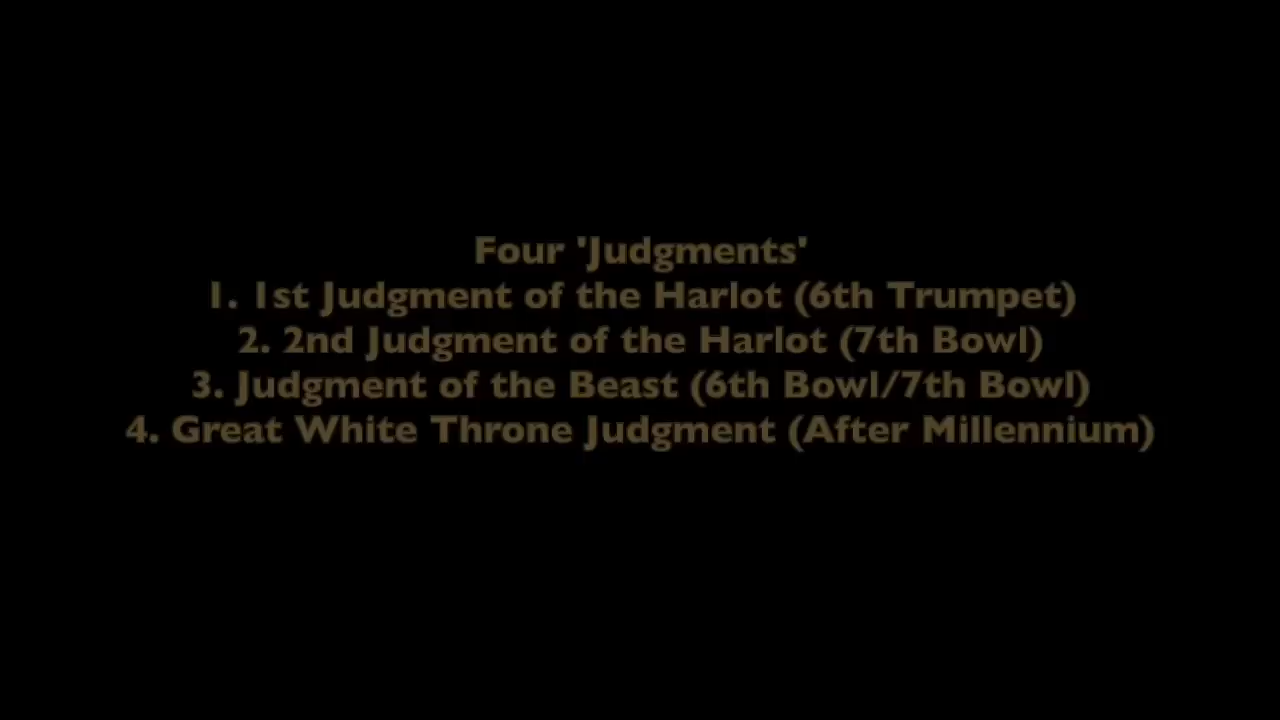 Four 'Judgments'
1. 1st Judgment of the Harlot (6th Trumpet)
2. 2nd Judgment of the Harlot (7th Bowl)
3. Judgment of the Beast (6th Bowl/7th Bowl)
4. Great White Throne Judgment (After Millennium)